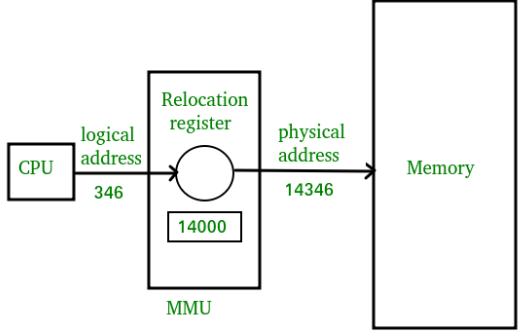 CPU
logical
address
346
Relocation
register
14000
MMU
physical
address
14346
Memory